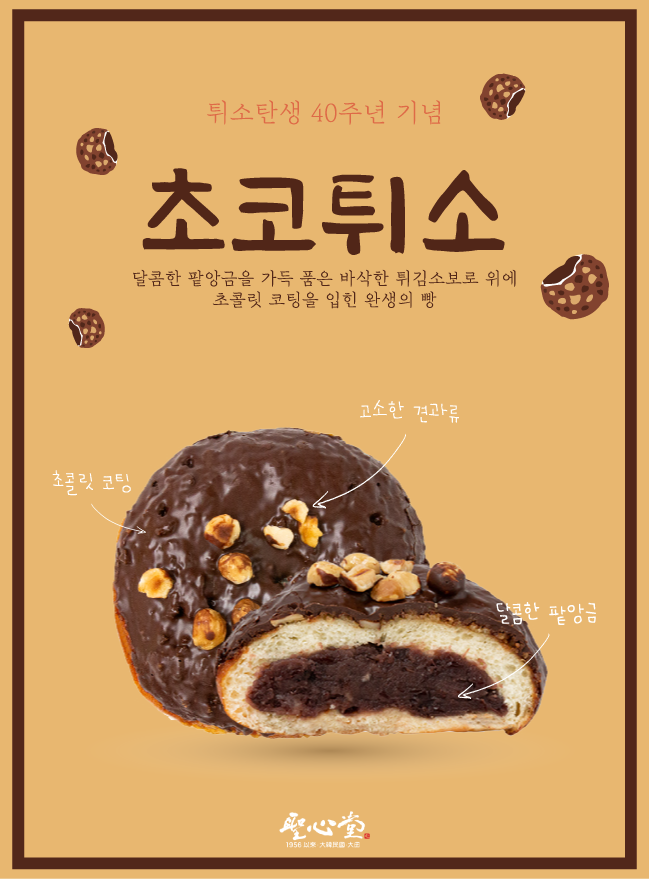 튀소탄생 40주년 기념
초코튀소
달콤한 팥앙금을 가득 품은 바삭한 튀김소보로 위에
초콜릿 코팅을 입힌 완생의 빵
고소한 견과류
초콜릿 코팅
달콤한 팥앙금
聖心堂
1956 以來 大韓民國 大田